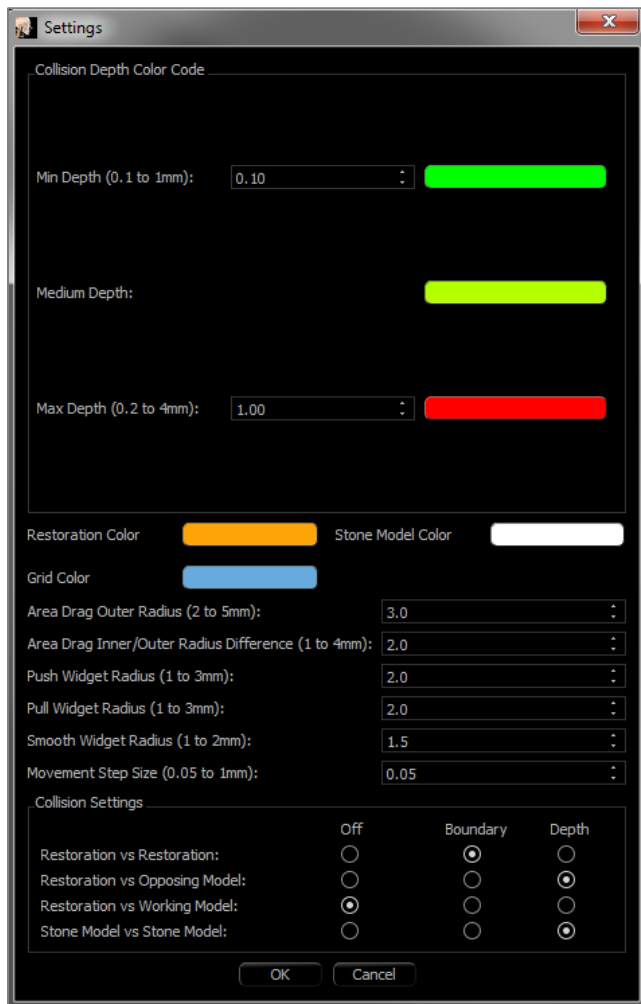 Settings
Collision Depth Color Code
Min Depth (0.1 to 1mm): 0.10
Medium Depth:
Max Depth (0.2 to 4mm): 1.00
Restoration Color Stone Model Color
Grid Color
Area Drag Outer Radius (2 to 5mm): 3.0
Area Drag Inner/Outer Radius Difference (1 to 4mm): 2.0
Push Widget Radius (1 to 3mm): 2.0
Pull Widget Radius (1 to 3mm): 2.0
Smooth Widget Radius (1 to 2mm): 1.5
Movement Step Size (0.05 to 1mm): 0.05
Collision Settings
Off Boundary Depth
Restoration vs Restoration:
Restoration vs Opposing Model:
Restoration vs Working Model:
Stone Model vs Stone Model:
OK Cancel